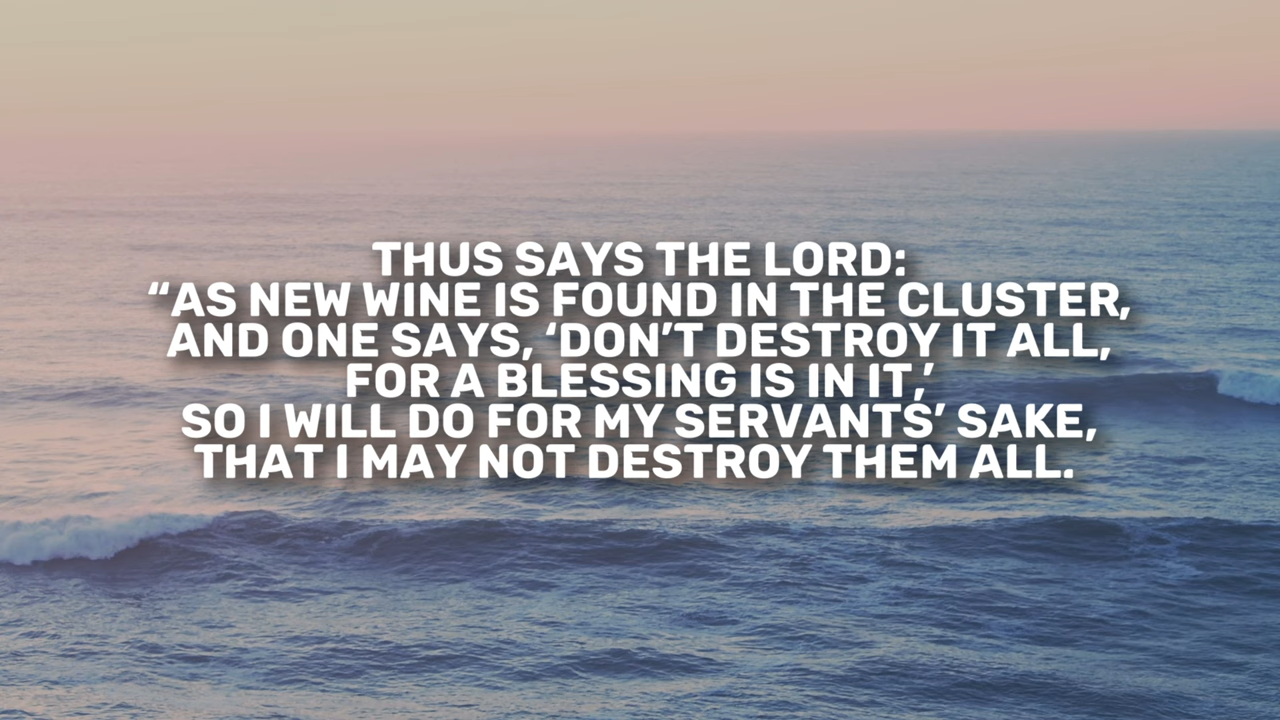 THUS SAYS THE LORD:
“AS NEW WINE IS FOUND IN THE CLUSTER,
AND ONE SAYS, ‘DON’T DESTROY IT ALL,
FOR A BLESSING IS IN IT,’
SO I WILL DO FOR MY SERVANTS’ SAKE,
THAT I MAY NOT DESTROY THEM ALL.